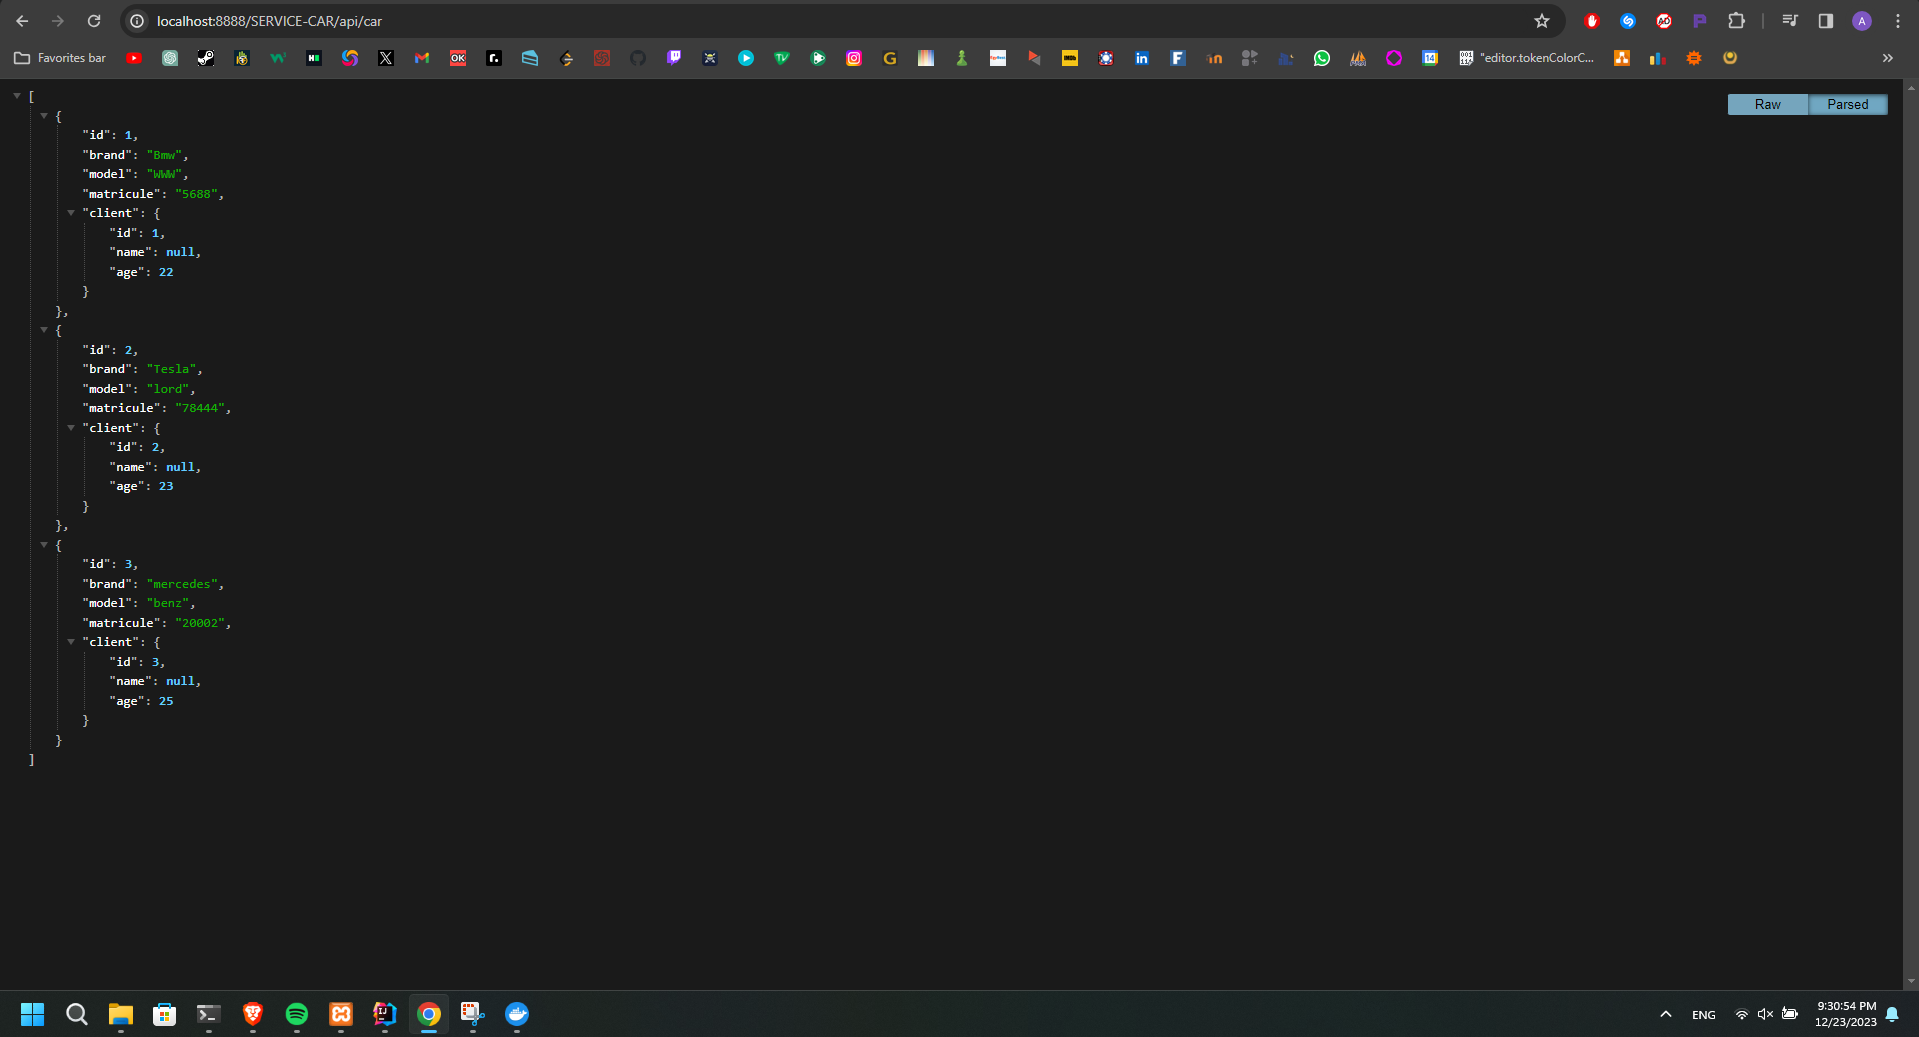 localhost:8888/SERVICE-CAR/api/car
A
Favorites bar
"editor.tokenColorC...
Raw
Parsed
[
{
"id": 1,
"brand": "Bmw",
"model": "WWW",
"matricule": "5688",
"client": {
"id": 1,
"name": null,
"age": 22
}
},
{
"id": 2,
"brand": "Tesla",
"model": "lord",
"matricule": "78444",
"client": {
"id": 2,
"name": null,
"age": 23
}
},
{
"id": 3,
"brand": "mercedes",
"model": "benz",
"matricule": "20002",
"client": {
"id": 3,
"name": null,
"age": 25
}
}
]
ENG
9:30:54 PM
12/23/2023